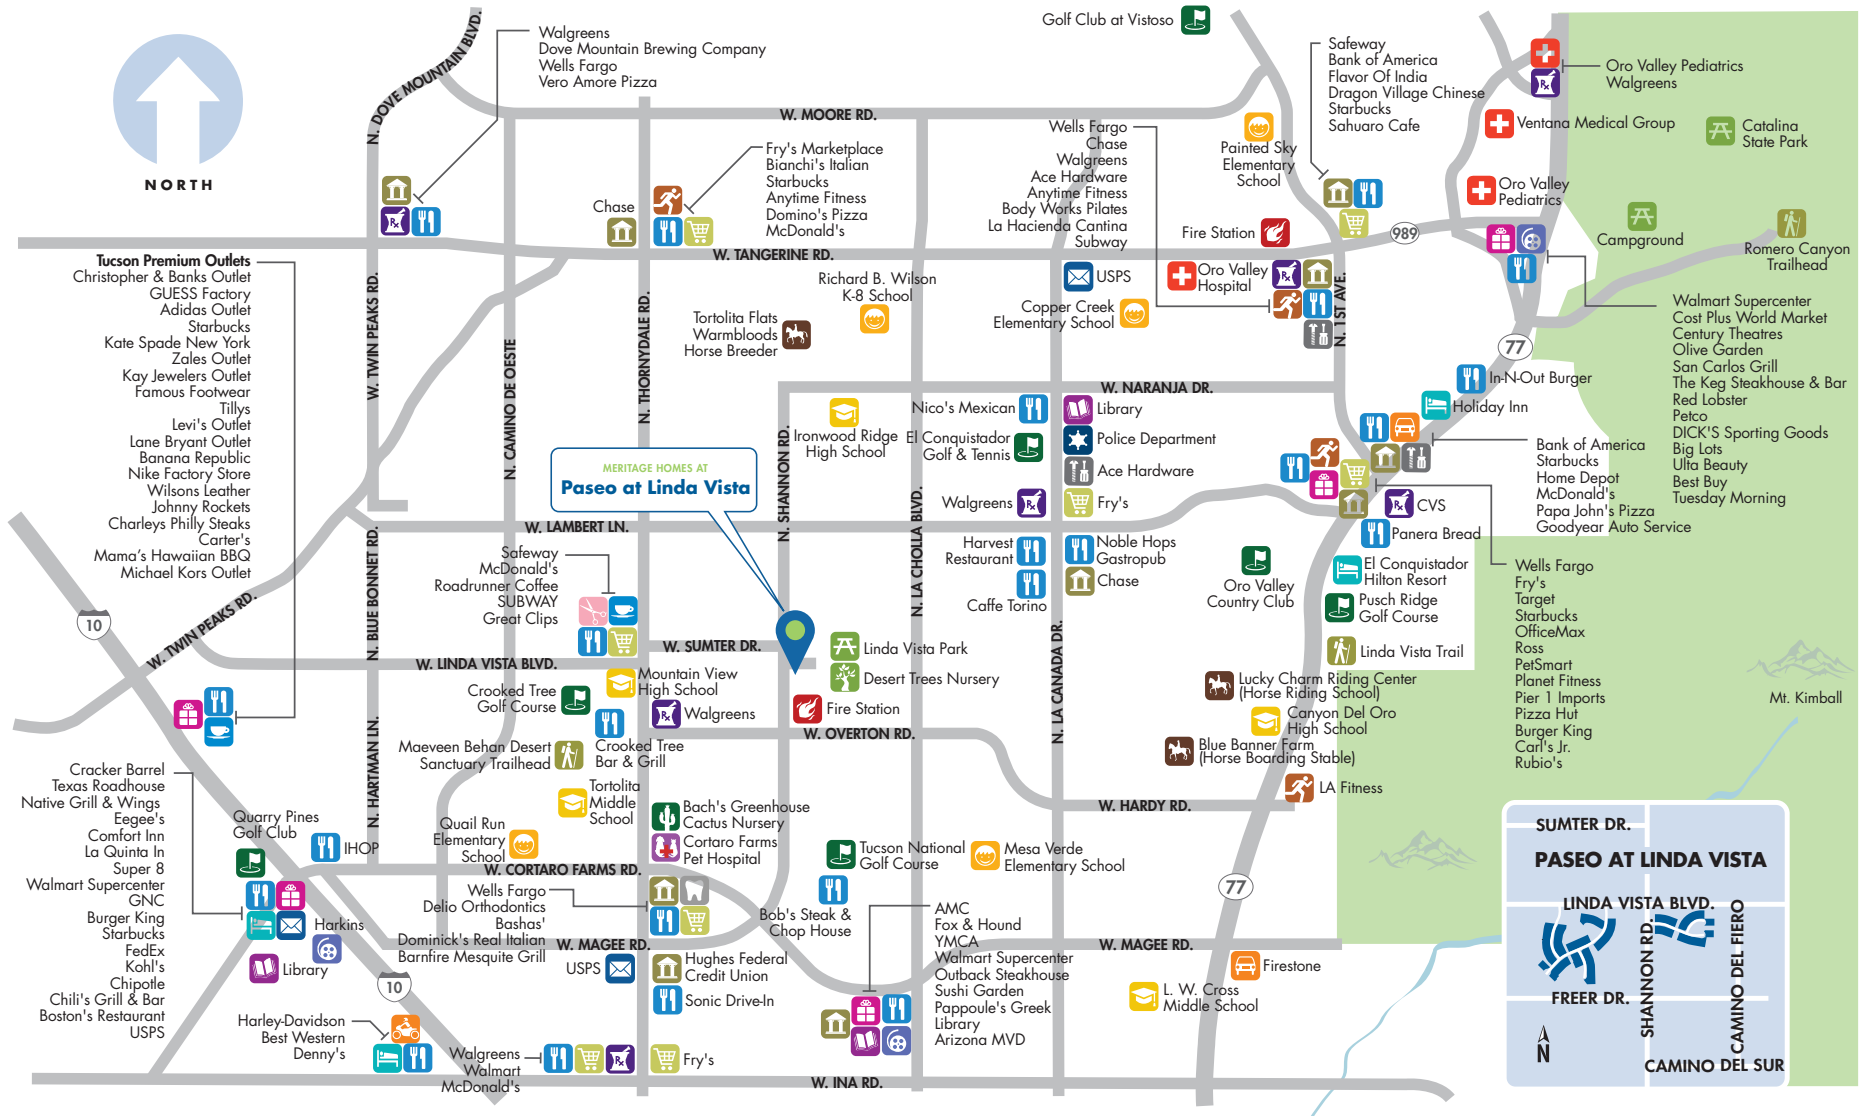 NORTH
N. DOVE MOUNTAIN BLVD.
Walgreens
Dove Mountain Brewing Company
Wells Fargo
Vero Amore Pizza
Golf Club at Vistoso
Safeway
Bank of America
Flavor Of India
Dragon Village Chinese
Starbucks
Sahuaro Cafe
Oro Valley Pediatrics
Walgreens
Ventana Medical Group
Catalina
State Park
Oro Valley
Pediatrics
Campground
Romero Canyon
Trailhead
W. MOORE RD.
Painted Sky
Elementary
School
Wells Fargo
Chase
Walgreens
Ace Hardware
Anytime Fitness
Body Works Pilates
La Hacienda Cantina
Subway
Fry's Marketplace
Bianchi's Italian
Starbucks
Anytime Fitness
Domino's Pizza
McDonald's
Chase
Fire Station
989
W. TANGERINE RD.
Tucson Premium Outlets
Christopher & Banks Outlet
GUESS Factory
Adidas Outlet
Starbucks
Kate Spade New York
Zales Outlet
Kay Jewelers Outlet
Famous Footwear
Tillys
Levi's Outlet
Lane Bryant Outlet
Banana Republic
Nike Factory Store
Wilsons Leather
Johnny Rockets
Charleys Philly Steaks
Carter's
Mama's Hawaiian BBQ
Michael Kors Outlet
W. TWIN PEAKS RD.
N. CAMINO DE OESTE
N. THORNYDALE RD.
Richard B. Wilson
K-8 School
Tortolita Flats
Warmbloods
Horse Breeder
USPS
Copper Creek
Elementary School
Oro Valley
Hospital
N. 1ST AVE.
77
Walmart Supercenter
Cost Plus World Market
Century Theatres
Olive Garden
San Carlos Grill
The Keg Steakhouse & Bar
Red Lobster
Petco
DICK'S Sporting Goods
Big Lots
Ulta Beauty
Best Buy
Tuesday Morning
In-N-Out Burger
Holiday Inn
W. NARANJA DR.
Nico's Mexican
Library
El Conquistador
Golf & Tennis
Police Department
Ace Hardware
Walgreens
Fry's
Ironwood Ridge
High School
N. SHANNON RD.
N. LA CHOLLA BLVD.
MERITAGE HOMES AT
Paseo at Linda Vista
Bank of America
Starbucks
Home Depot
McDonald's
Papa John's Pizza
Goodyear Auto Service
CVS
Panera Bread
W. LAMBERT LN.
Harvest
Restaurant
Noble Hops
Gastropub
Caffe Torino
Chase
Oro Valley
Country Club
El Conquistador
Hilton Resort
Pusch Ridge
Golf Course
Linda Vista Trail
Wells Fargo
Fry's
Target
Starbucks
OfficeMax
Ross
PetSmart
Planet Fitness
Pier 1 Imports
Pizza Hut
Burger King
Carl's Jr.
Rubio's
Safeway
McDonald's
Roadrunner Coffee
SUBWAY
Great Clips
N. BLUE BONNET RD.
10
W. TWIN PEAKS RD.
W. SUMTER DR.
W. LINDA VISTA BLVD.
Linda Vista Park
Desert Trees Nursery
Fire Station
Mountain View
High School
Crooked Tree
Golf Course
Walgreens
Crooked Tree
Bar & Grill
Maeveen Behan Desert
Sanctuary Trailhead
W. OVERTON RD.
N. LA CANADA DR.
Lucky Charm Riding Center
(Horse Riding School)
Canyon Del Oro
High School
Blue Banner Farm
(Horse Boarding Stable)
LA Fitness
Mt. Kimball
N. HARTMAN LN.
Tortolita
Middle
School
W. HARDY RD.
Cracker Barrel
Texas Roadhouse
Native Grill & Wings
Eegee's
Comfort Inn
La Quinta In
Super 8
Walmart Supercenter
GNC
Burger King
Starbucks
FedEx
Kohl's
Chipotle
Chili's Grill & Bar
Boston's Restaurant
USPS
Quarry Pines
Golf Club
IHOP
Quail Run
Elementary
School
Bach's Greenhouse
Cactus Nursery
Cortaro Farms
Pet Hospital
Tucson National
Golf Course
Mesa Verde
Elementary School
W. CORTARO FARMS RD.
77
Wells Fargo
Delio Orthodontics
Bashas'
Dominick's Real Italian
Barnfire Mesquite Grill
Bob's Steak &
Chop House
AMC
Fox & Hound
YMCA
Walmart Supercenter
Outback Steakhouse
Sushi Garden
Pappoule's Greek
Library
Arizona MVD
Harkins
Library
W. MAGEE RD.
W. MAGEE RD.
USPS
Hughes Federal
Credit Union
Sonic Drive-In
Firestone
L. W. Cross
Middle School
10
Harley-Davidson
Best Western
Denny's
Walgreens
Walmart
McDonald's
Fry's
W. INA RD.
SUMTER DR.
PASEO AT LINDA VISTA
LINDA VISTA BLVD.
SHANNON RD.
CAMINO DEL FIERO
FREER DR.
N
CAMINO DEL SUR
Rx
Rx
Rx
Rx
Rx
Rx
Rx
Rx